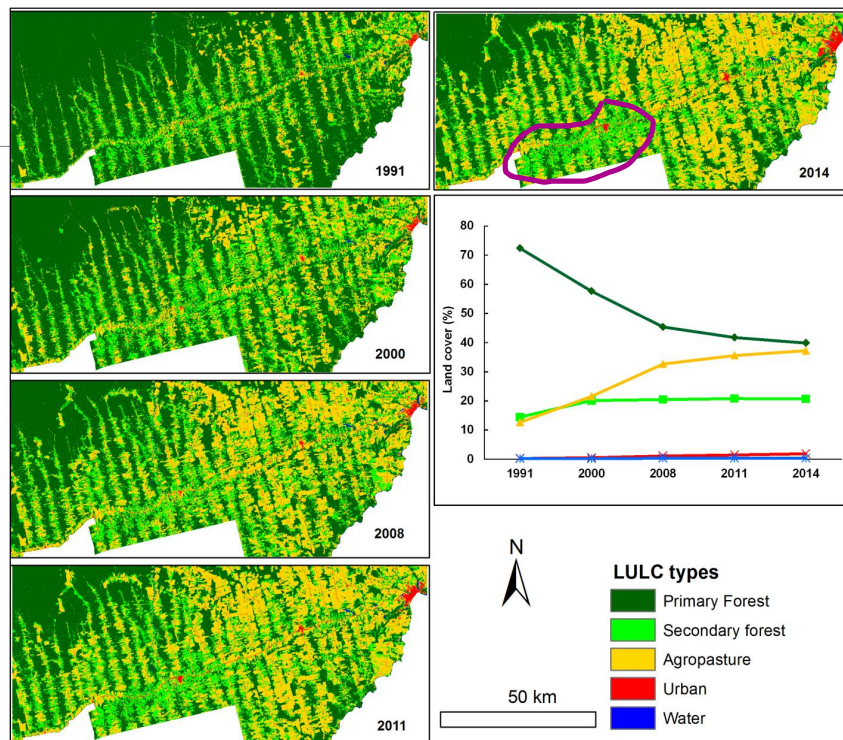 1991
2014
2000
2008
2011
80
70
60
50
40
30
20
10
0
Land cover (%)
1991
2000
2008
2011
2014
N
50 km
LULC types
Primary Forest
Secondary forest
Agropasture
Urban
Water